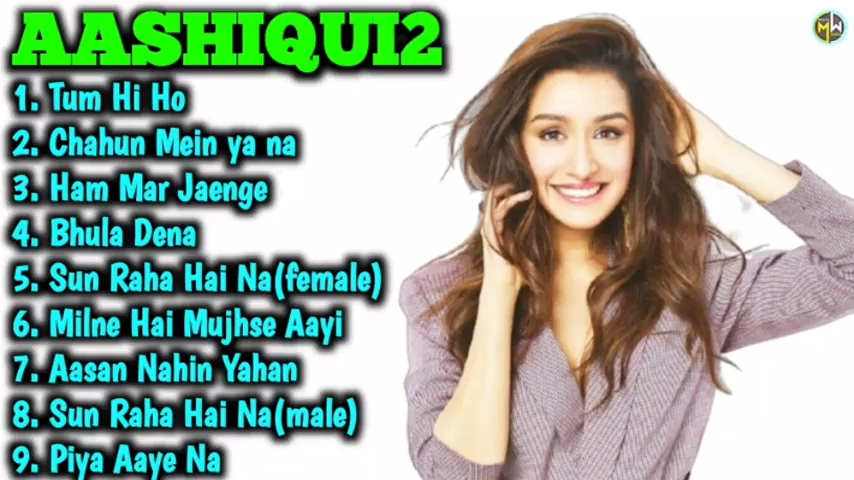 AASHIQUI2
1. Tum Hi Ho
2. Chahun Mein ya na
3. Ham Mar Jaenge
4. Bhula Dena
5. Sun Raha Hai Na(female)
6. Milne Hai Mujhse Aayi
7. Aasan Nahin Yahan
8. Sun Raha Hai Na(male)
9. Piya Aaye Na
MW